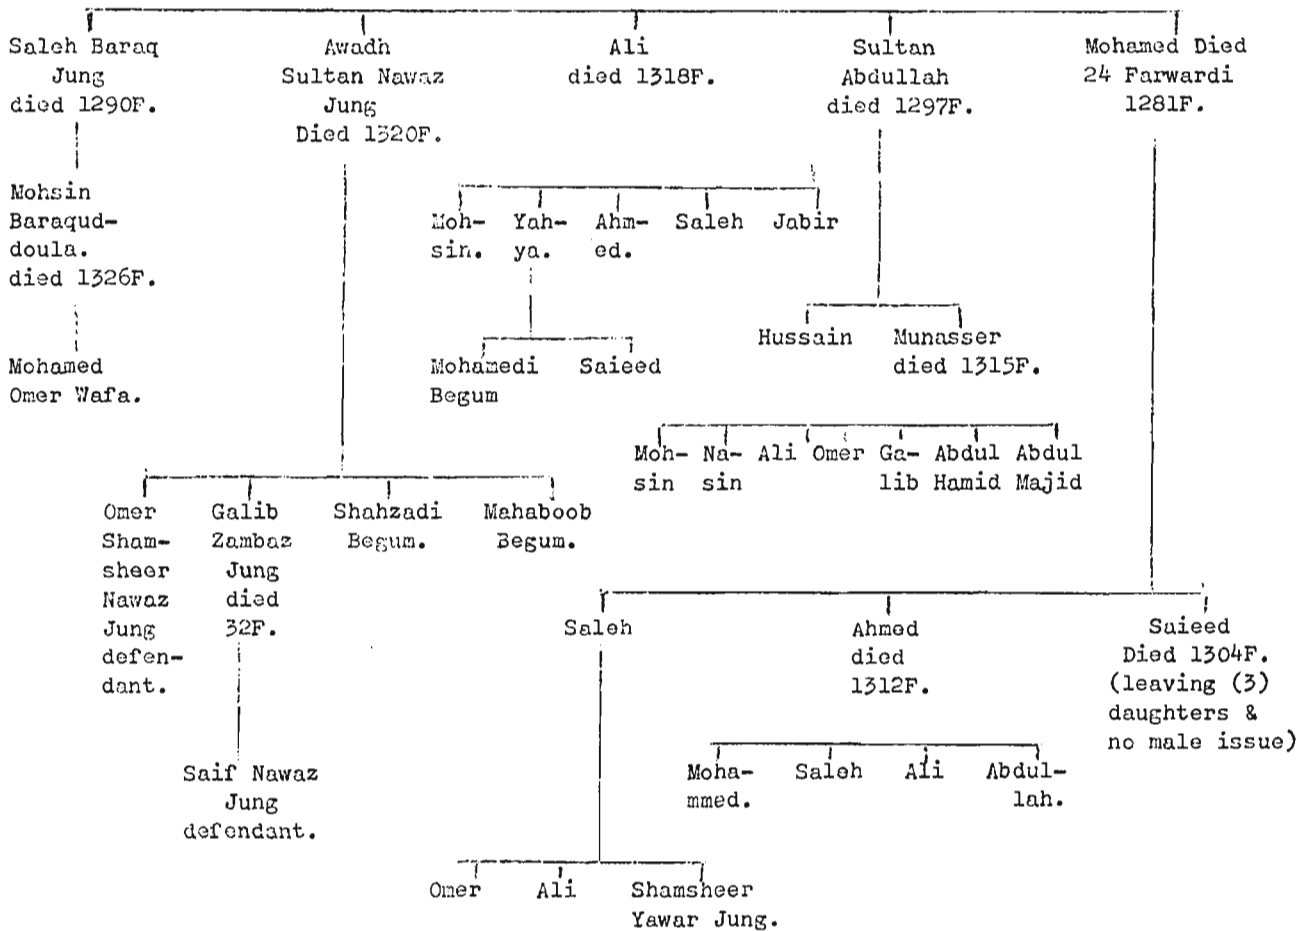 Saleh Baraq
Jung
died 1290F.
Awadh
Sultan Nawaz
Jung
Died 1320F.
Ali
died 1318F.
Sultan
Abdullah
died 1297F.
Mohamed Died
24 Farwardi
1281F.
Mohsin
Baraqud-
doula.
died 1326F.
Moh-
sin.
Yah-
ya.
Ahm-
ed.
Saleh
Jabir
Mohamed
Omer Wafa.
Mohamedi
Begum
Saieed
Hussain
Munasser
died 1315F.
Moh-
sin
Na-
sin
Ali
Omer
Ga-
lib
Abdul
Hamid
Abdul
Majid
Omer
Sham-
sheer
Nawaz
Jung
defen-
dant.
Galib
Zambaz
Jung
died
32F.
Shahzadi
Begum.
Mahaboob
Begum.
Saleh
Ahmed
died
1312F.
Saieed
Died 1304F.
(leaving (3)
daughters &
no male issue)
Saif Nawaz
Jung
defendant.
Moha-
mmed.
Saleh
Ali
Abdul-
lah.
Omer
Ali
Shamsheer
Yawar Jung.